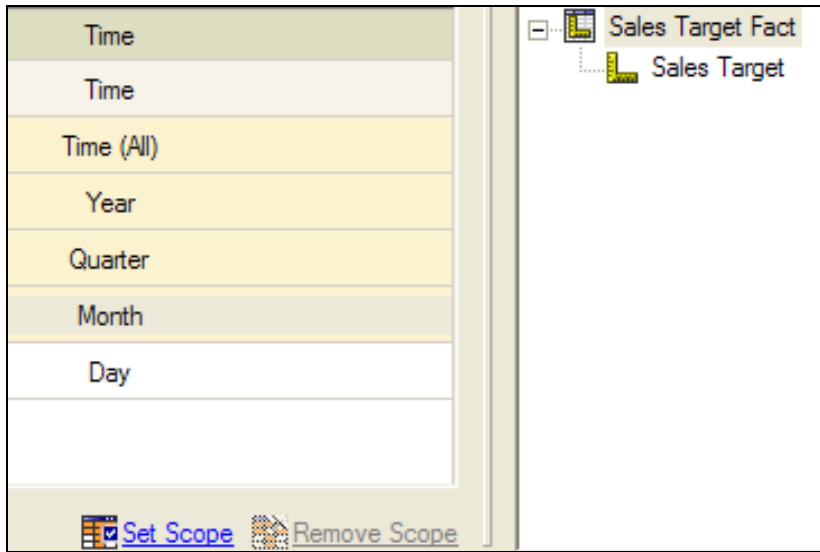 Time
Time
Time (All)
Year
Quarter
Month
Day
Set Scope Remove Scope
Sales Target Fact
Sales Target